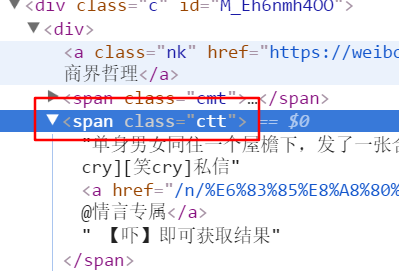 <div class="c" id="M_Eh6nmh4OO">
<div>
<a class="nk" href="https://weibo
商界哲理</a>
<span class="cmt">…</span>
<span class="ctt"> == $0
"单身男女同住一个屋檐下，发了一张
cry][笑cry]私信"
<a href="/n/%E6%83%85%E8%A8%80%
@情言专属</a>
" 【吓】即可获取结果"
</span>